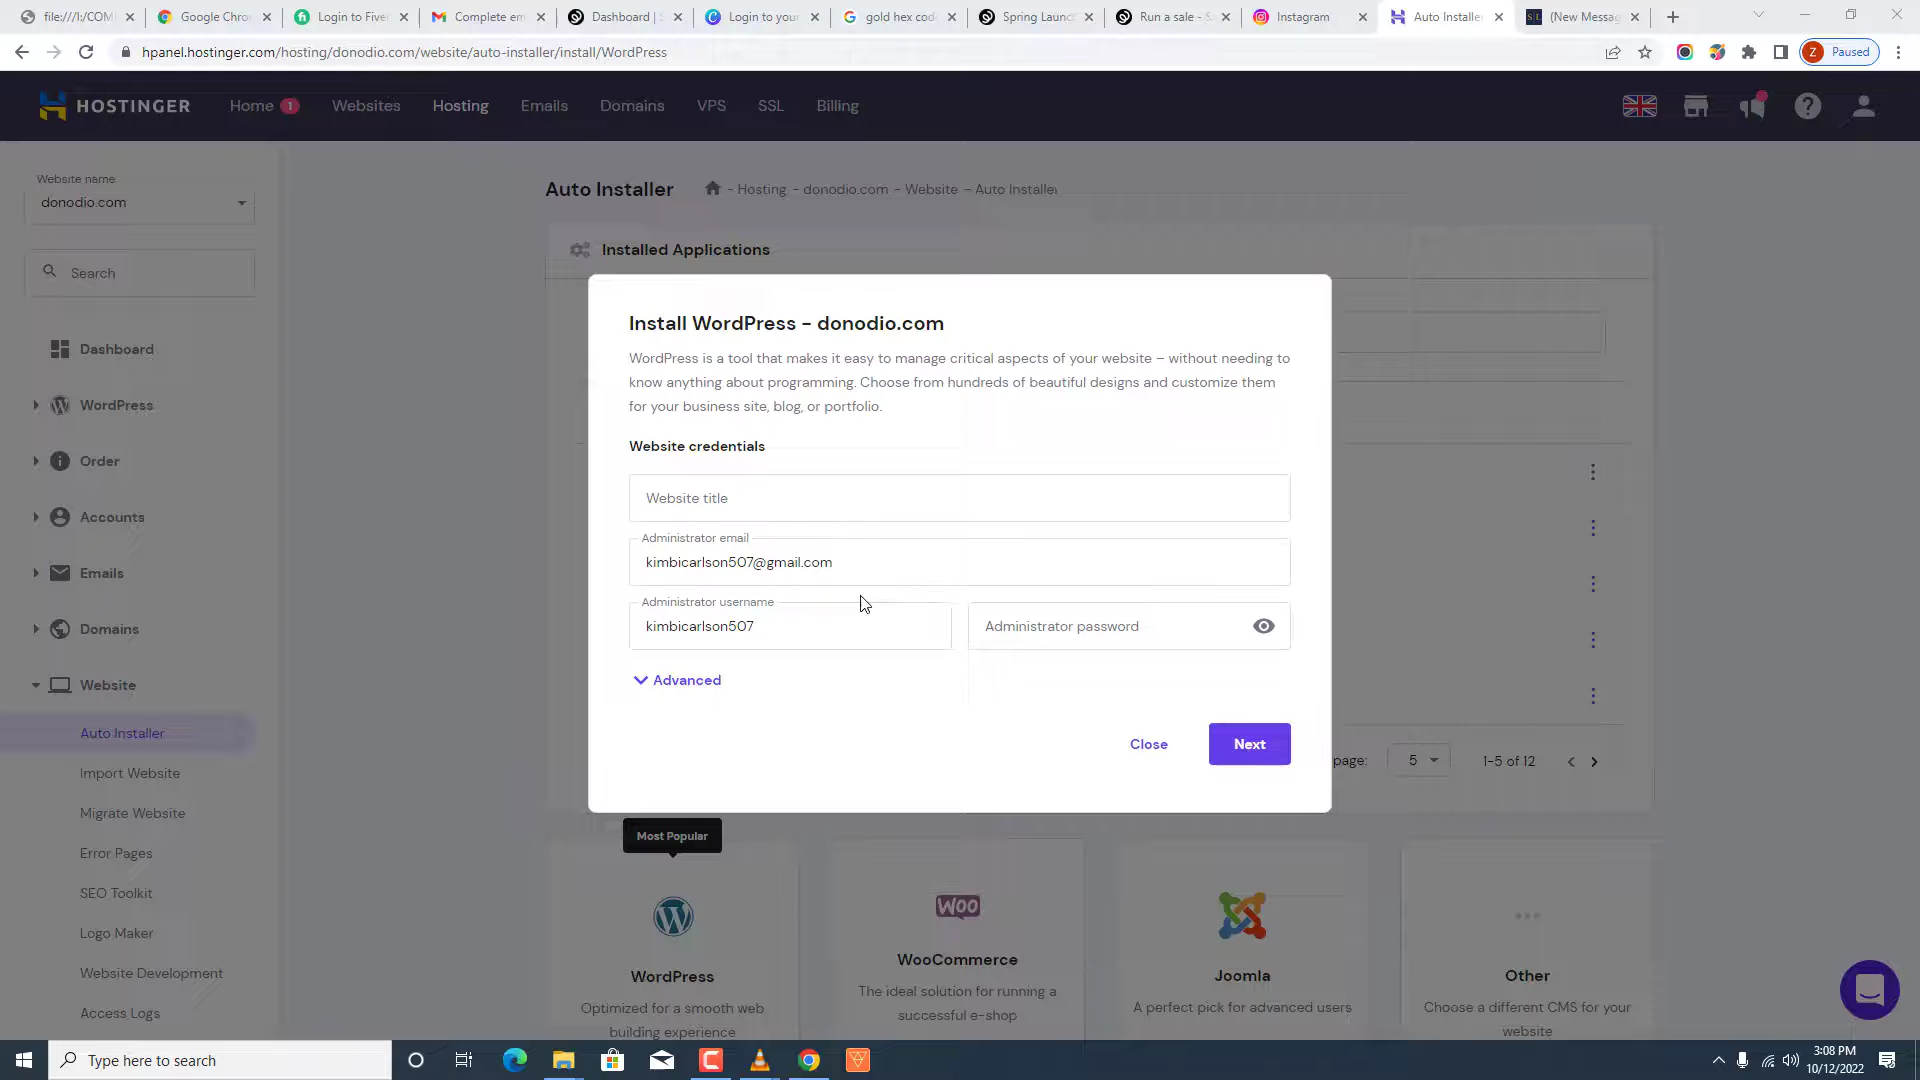 file:///I:/COM
Google Chro
Login to Five
Complete em
Dashboard | S
Login to your
gold hex cod
Spring Launc
Run a sale - S
Instagram
Auto Installe
(New Messag
hpanel.hostinger.com/hosting/donodio.com/website/auto-installer/install/WordPress
Z Paused
HOSTINGER
Home 1
Websites
Hosting
Emails
Domains
VPS
SSL
Billing
Website name
donodio.com
Search
Dashboard
WordPress
Order
Accounts
Emails
Domains
Website
Auto Installer
Import Website
Migrate Website
Error Pages
SEO Toolkit
Logo Maker
Website Development
Access Logs
Auto Installer
- Hosting - donodio.com - Website - Auto Installer
Installed Applications
Install WordPress - donodio.com
WordPress is a tool that makes it easy to manage critical aspects of your website – without needing to
know anything about programming. Choose from hundreds of beautiful designs and customize them
for your business site, blog, or portfolio.
Website credentials
Website title
Administrator email
kimbicarlson507@gmail.com
Administrator username
kimbicarlson507
Administrator password
Advanced
Close
Next
page:
5
1-5 of 12
Most Popular
WordPress
Optimized for a smooth web
building experience
WOO
WooCommerce
The ideal solution for running a
successful e-shop
Joomla
A perfect pick for advanced users
Other
Choose a different CMS for your
website
Type here to search
3:08 PM
10/12/2022